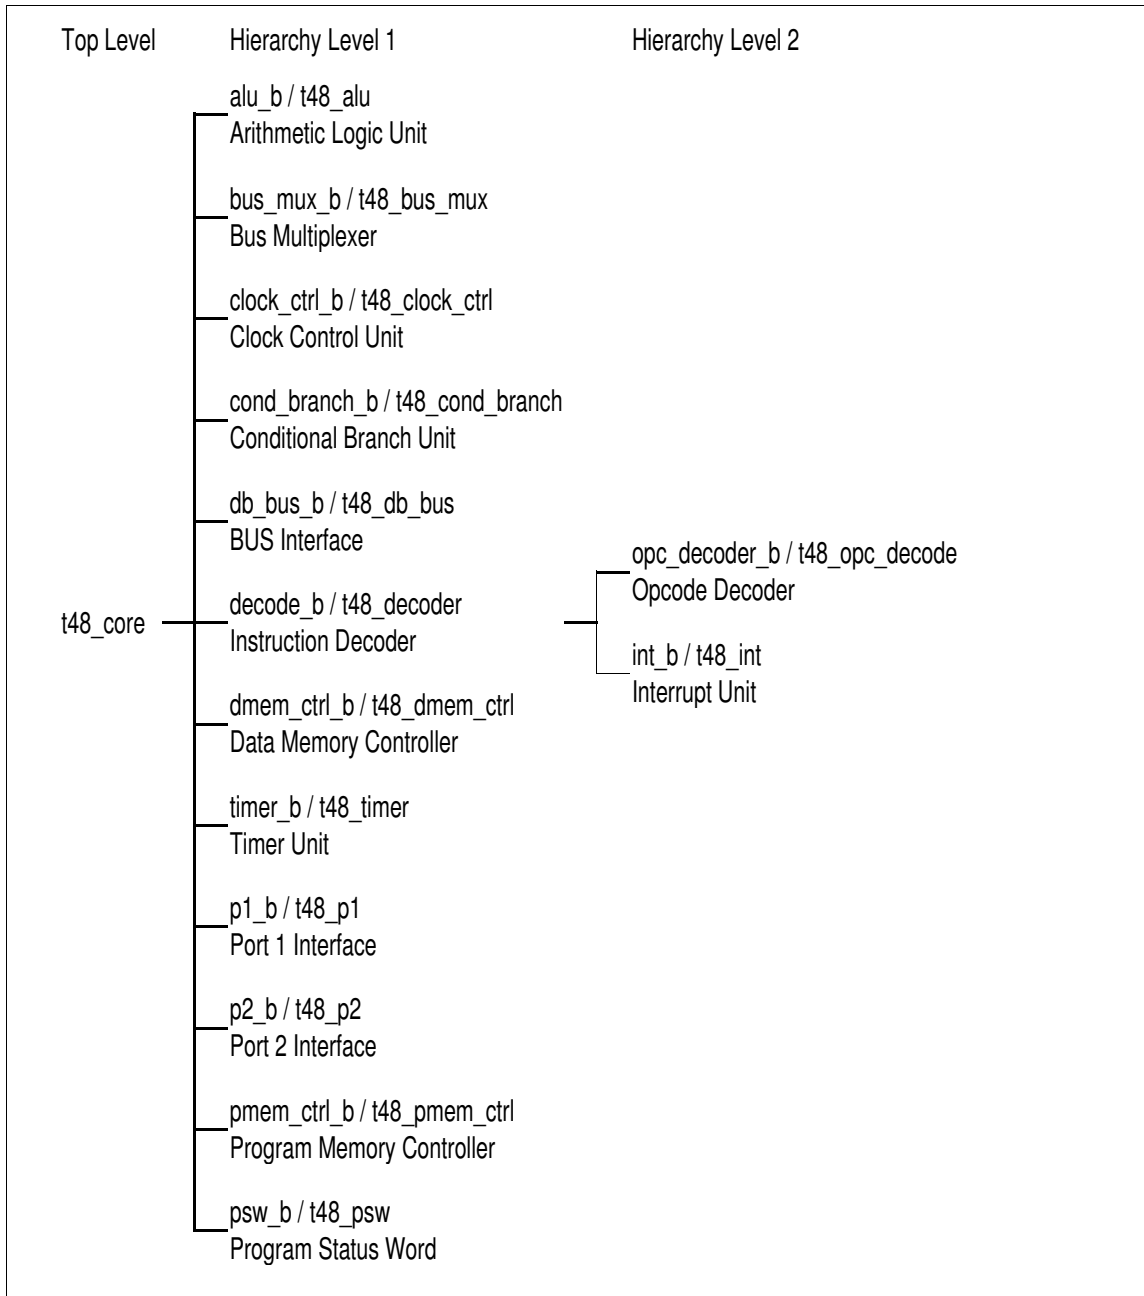 Top Level Hierarchy Level 1 Hierarchy Level 2
alu_b / t48_alu
Arithmetic Logic Unit
bus_mux_b / t48_bus_mux
Bus Multiplexer
clock_ctrl_b / t48_clock_ctrl
Clock Control Unit
cond_branch_b / t48_cond_branch
Conditional Branch Unit
db_bus_b / t48_db_bus
BUS Interface
t48_core
decode_b / t48_decoder
Instruction Decoder
opc_decoder_b / t48_opc_decode
Opcode Decoder
int_b / t48_int
Interrupt Unit
dmem_ctrl_b / t48_dmem_ctrl
Data Memory Controller
timer_b / t48_timer
Timer Unit
p1_b / t48_p1
Port 1 Interface
p2_b / t48_p2
Port 2 Interface
pmem_ctrl_b / t48_pmem_ctrl
Program Memory Controller
psw_b / t48_psw
Program Status Word